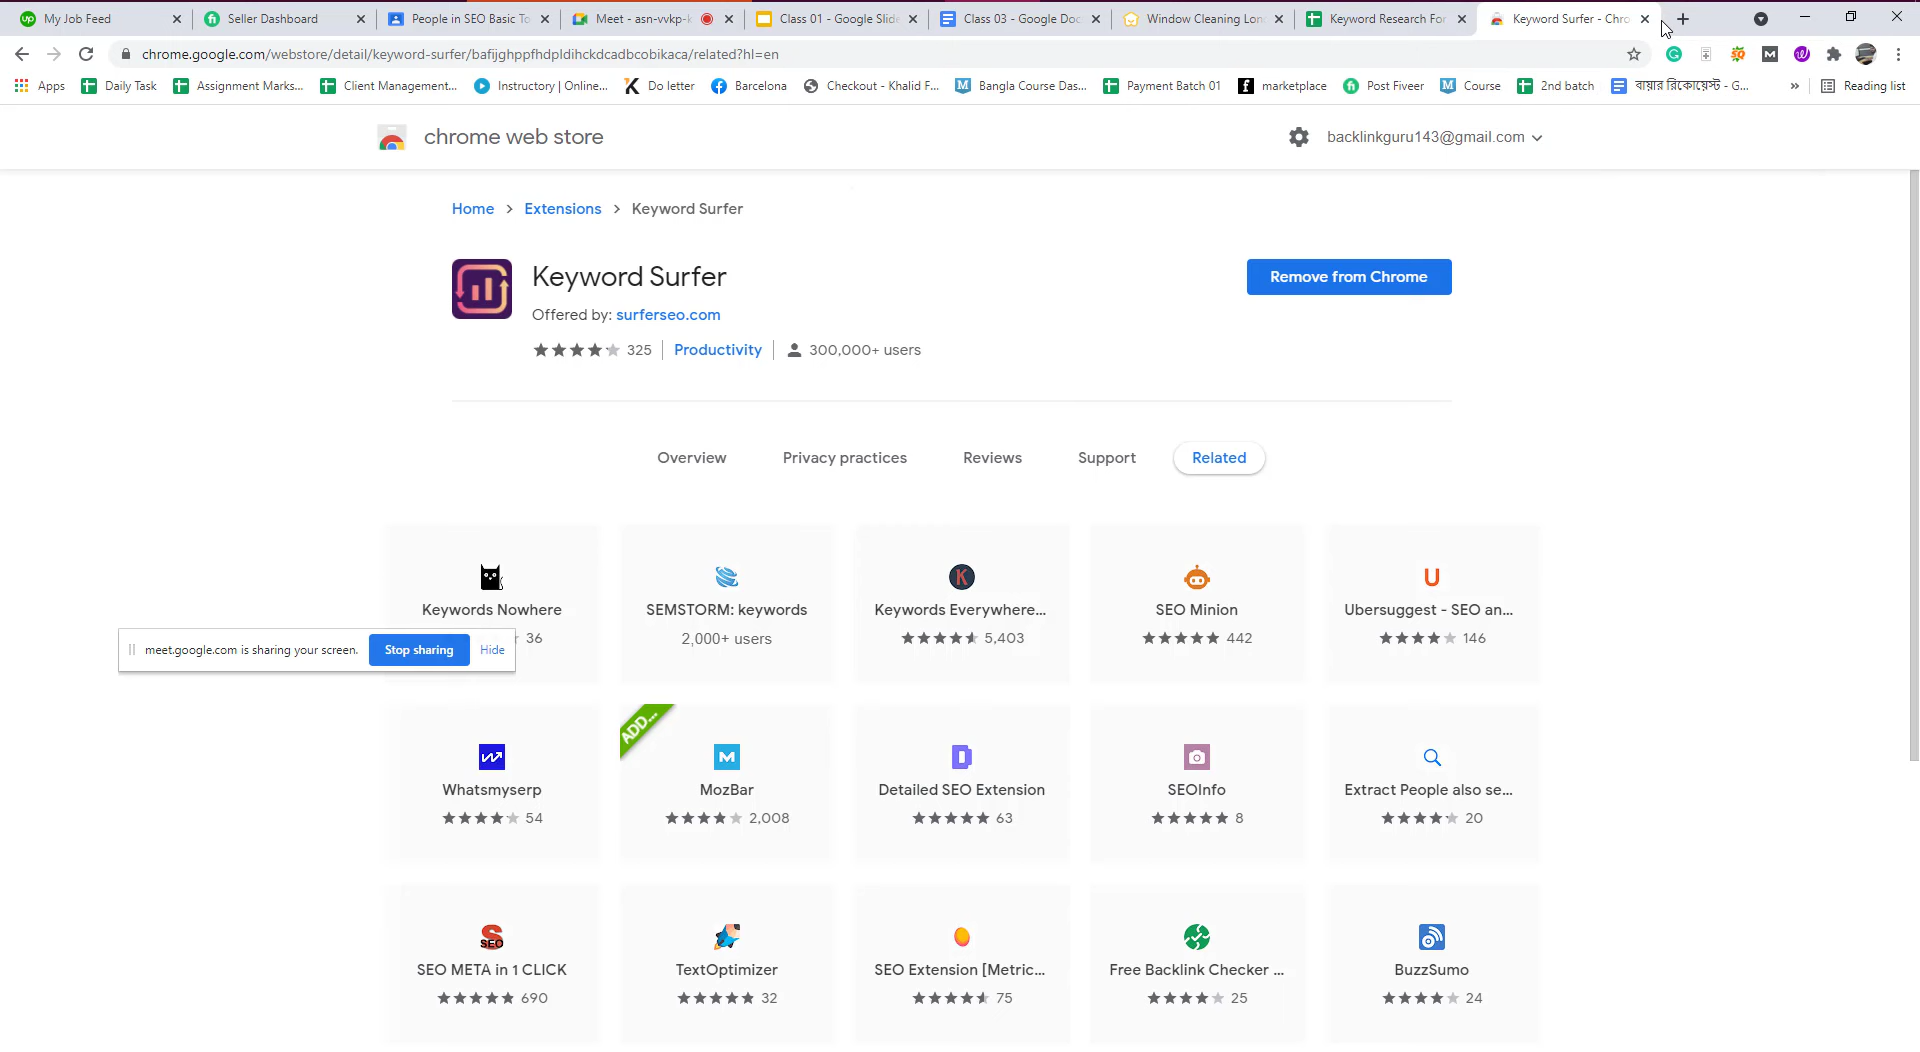 My Job Feed
Seller Dashboard
People in SEO Basic To
Meet - asn-vvkp-k
Class 01 - Google Slide
Class 03 - Google Doc
Window Cleaning Lon
Keyword Research For
Keyword Surfer - Chro
chrome.google.com/webstore/detail/keyword-surfer/bafijghppfhdpldihckdcadbcobikaca/related?hl=en
Apps
Daily Task
Assignment Marks...
Client Management...
Instructory | Online...
Do letter
Barcelona
Checkout - Khalid F...
Bangla Course Das...
Payment Batch 01
marketplace
Post Fiveer
Course
2nd batch
বায়ার রিকোয়েস্ট - G...
Reading list
chrome web store
backlinkguru143@gmail.com
Home > Extensions > Keyword Surfer
Keyword Surfer
Remove from Chrome
Offered by: surferseo.com
325
Productivity
300,000+ users
Overview
Privacy practices
Reviews
Support
Related
Keywords Nowhere
36
SEMSTORM: keywords
2,000+ users
Keywords Everywhere...
5,403
SEO Minion
442
Ubersuggest - SEO an...
146
meet.google.com is sharing your screen.
Stop sharing
Hide
Whatsmyserp
54
ADD...
MozBar
2,008
Detailed SEO Extension
63
SEOInfo
8
Extract People also se...
20
SEO
SEO META in 1 CLICK
690
TextOptimizer
32
SEO Extension [Metric...
75
Free Backlink Checker ...
25
BuzzSumo
24